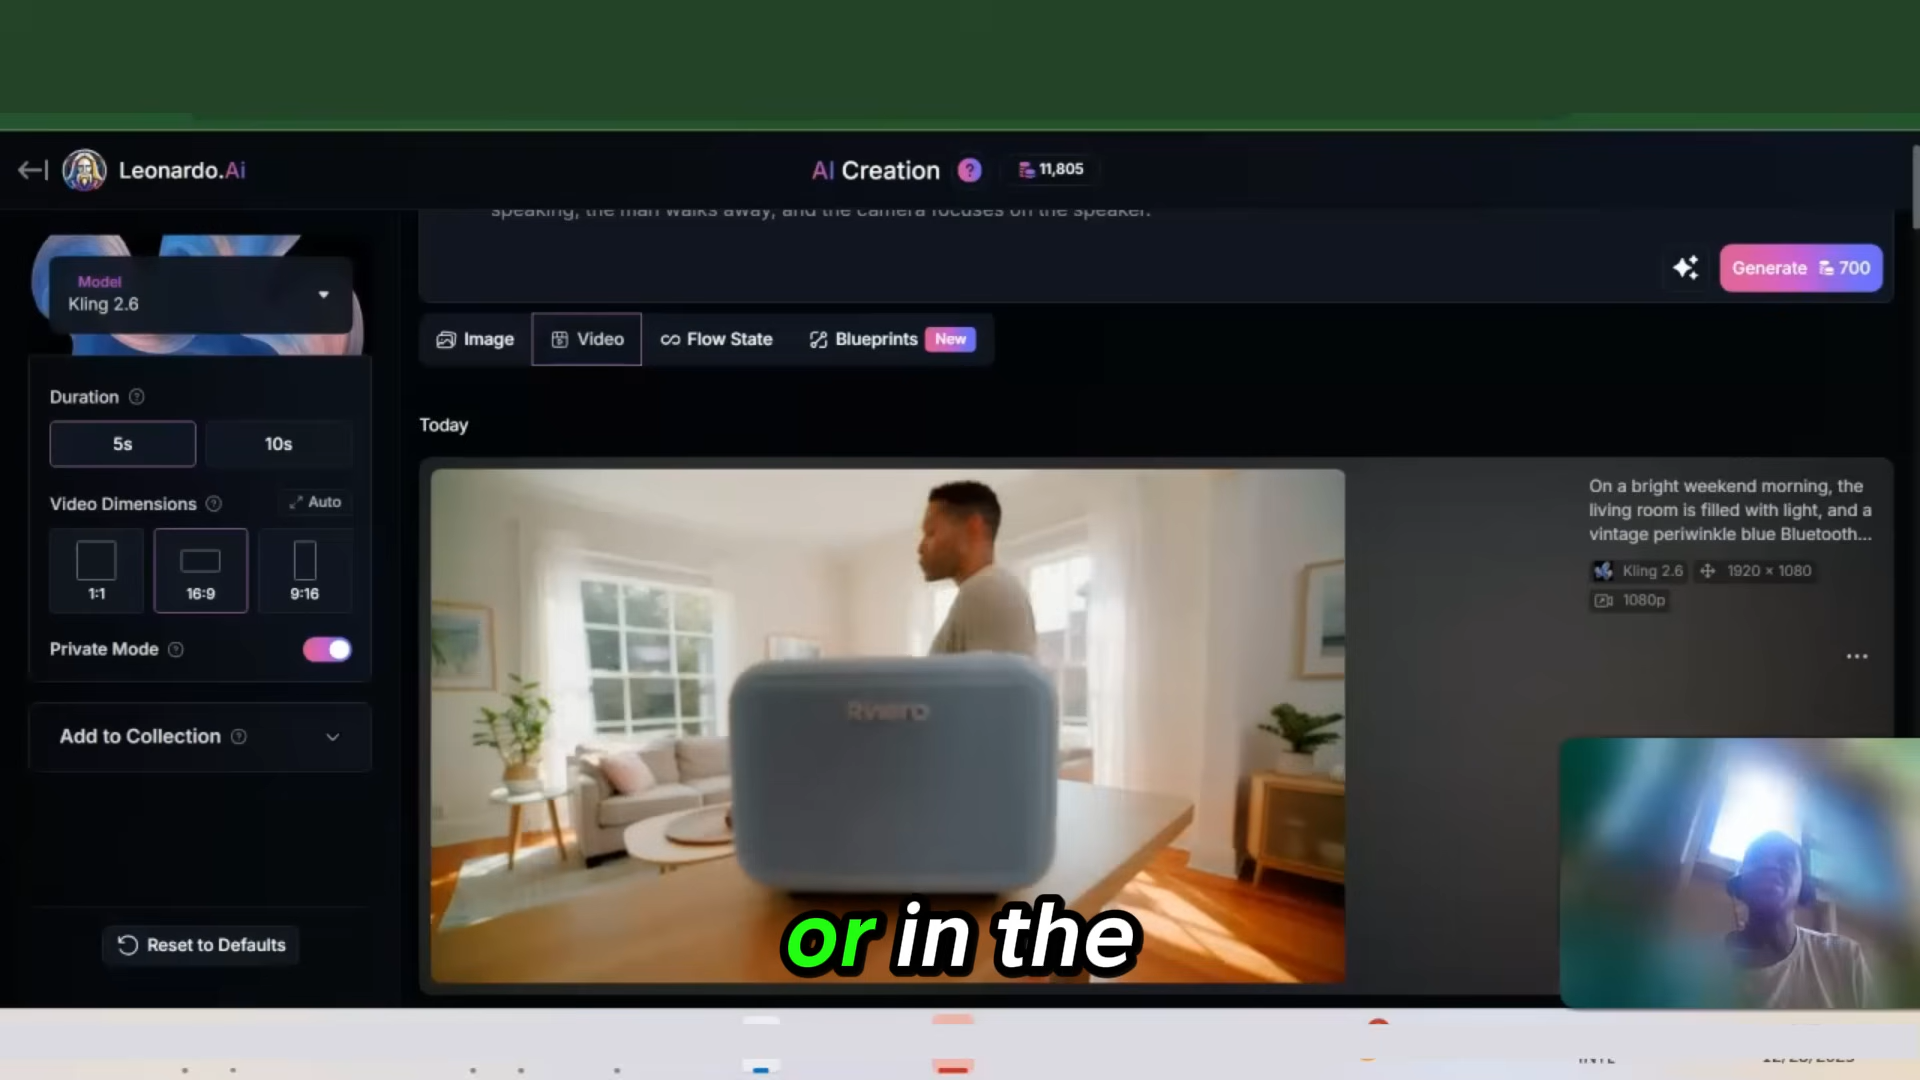 Leonardo.Ai
AI Creation ? 11,805
speaking, the man walks away, and the camera focuses on the speaker.
Generate 700
Model
Kling 2.6
Image Video Flow State Blueprints New
Duration ?
5s 10s
Today
Video Dimensions ? Auto
1:1 16:9 9:16
Private Mode ?
Add to Collection ?
Reset to Defaults
On a bright weekend morning, the
living room is filled with light, and a
vintage periwinkle blue Bluetooth...
Kling 2.6 1920 × 1080
1080p
or in the